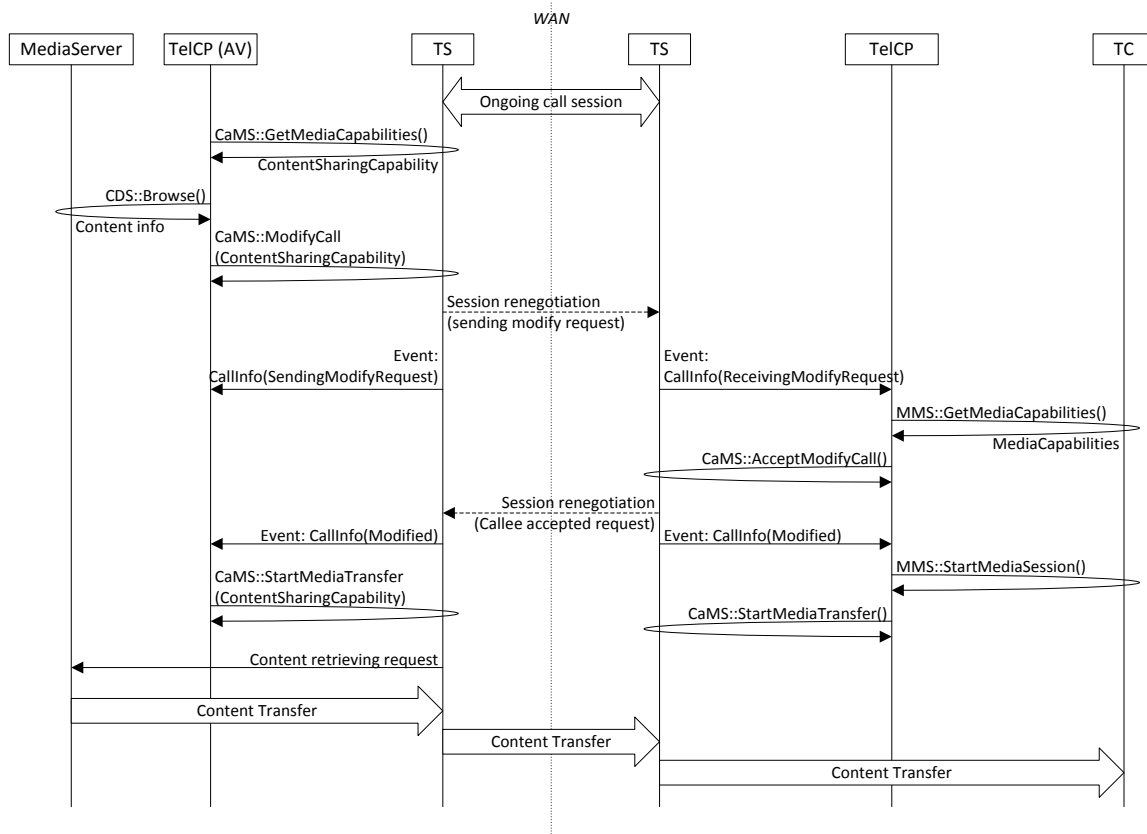 WAN
MediaServer
TelCP (AV)
TS
TS
TelCP
TC
Ongoing call session
CaMS::GetMediaCapabilities()
ContentSharingCapability
CDS::Browse()
Content info
CaMS::ModifyCall
(ContentSharingCapability)
Session renegotiation
(sending modify request)
Event:
CallInfo(SendingModifyRequest)
Event:
CallInfo(ReceivingModifyRequest)
MMS::GetMediaCapabilities()
MediaCapabilities
CaMS::AcceptModifyCall()
Session renegotiation
(Callee accepted request)
Event: CallInfo(Modified)
Event: CallInfo(Modified)
MMS::StartMediaSession()
CaMS::StartMediaTransfer
(ContentSharingCapability)
CaMS::StartMediaTransfer()
Content retrieving request
Content Transfer
Content Transfer
Content Transfer